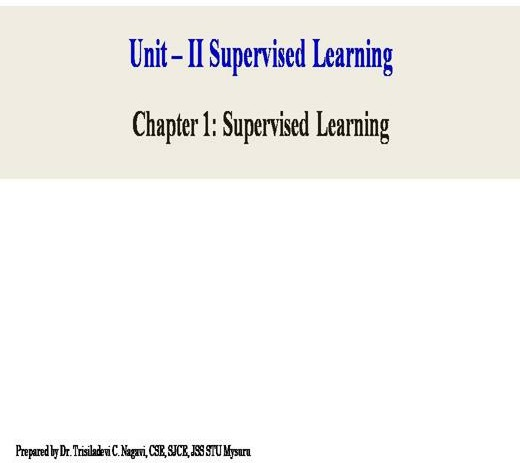 Unit – II Supervised Learning
Chapter 1: Supervised Learning
Prepared by Dr. Trisiladevi C. Nagavi, CSE, SJCE, JSS STU Mysuru